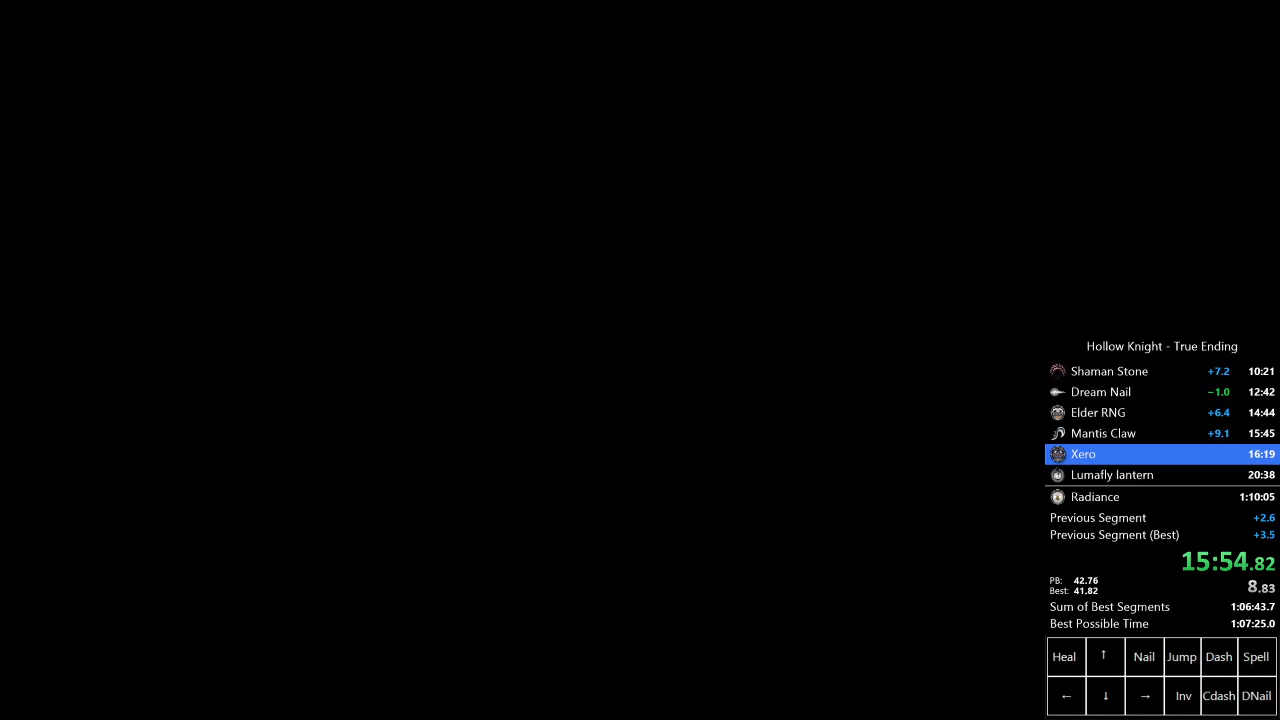 Hollow Knight - True Ending
Shaman Stone +7.2 10:21
Dream Nail −1.0 12:42
Elder RNG +6.4 14:44
Mantis Claw +9.1 15:45
Xero 16:19
Lumafly lantern 20:38
Radiance 1:10:05
Previous Segment +2.6
Previous Segment (Best) +3.5
15:54.82
PB: 42.76 8.83
Best: 41.82
Sum of Best Segments 1:06:43.7
Best Possible Time 1:07:25.0
Heal ↑ Nail Jump Dash Spell
← ↓ → Inv Cdash DNail